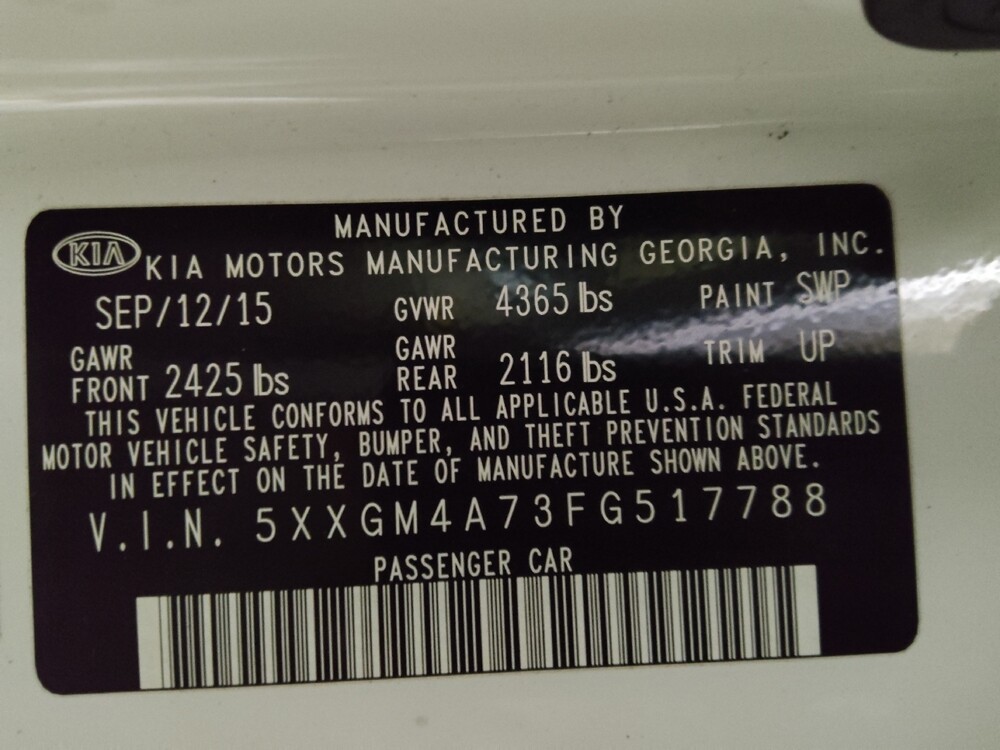 MANUFACTURED BY
KIA KIA MOTORS MANUFACTURING GEORGIA, INC.
SEP/12/15 GVWR 4365 lbs PAINT SWP
GAWR FRONT 2425 lbs GAWR REAR 2116 lbs TRIM UP
THIS VEHICLE CONFORMS TO ALL APPLICABLE U.S.A. FEDERAL
MOTOR VEHICLE SAFETY, BUMPER, AND THEFT PREVENTION STANDARDS
IN EFFECT ON THE DATE OF MANUFACTURE SHOWN ABOVE.
V.I.N. 5XXGM4A73FG517788
PASSENGER CAR